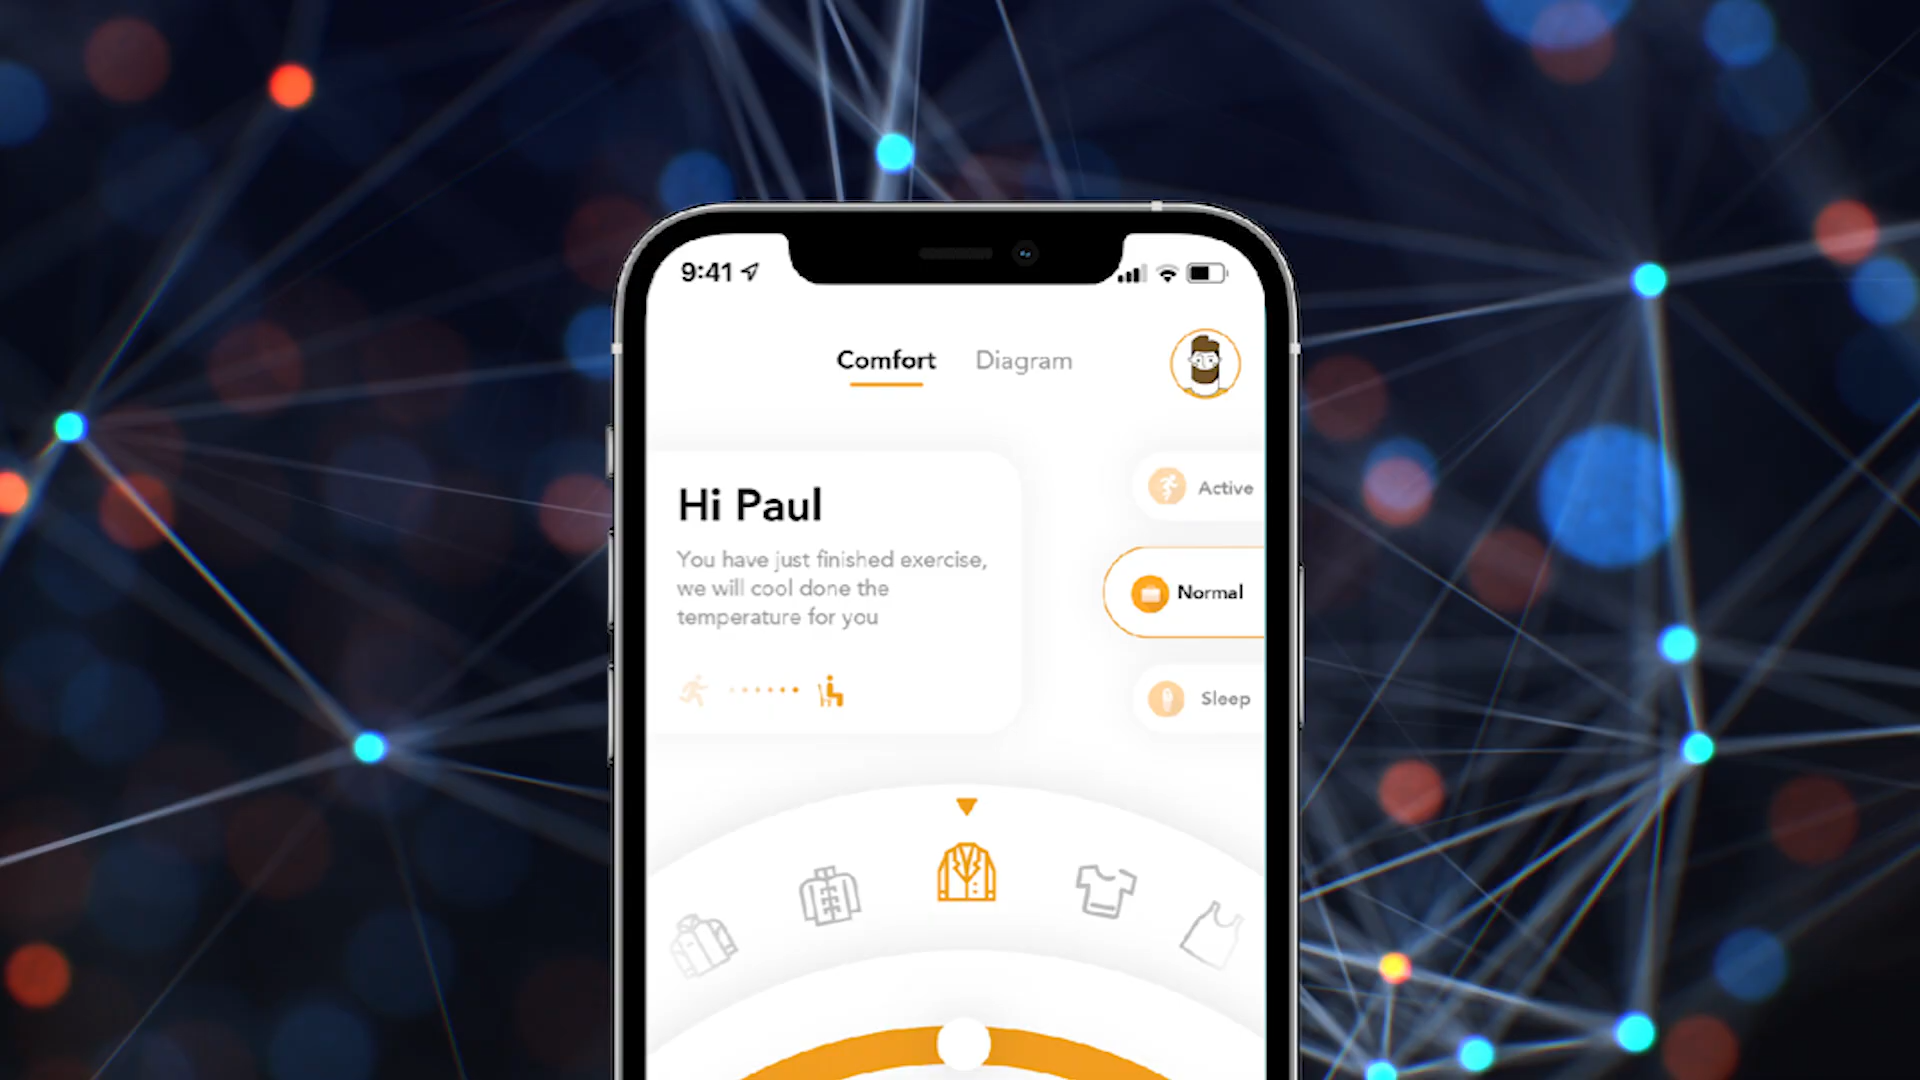 9:41
Comfort
Diagram
Hi Paul
You have just finished exercise,
we will cool done the
temperature for you
Active
Normal
Sleep